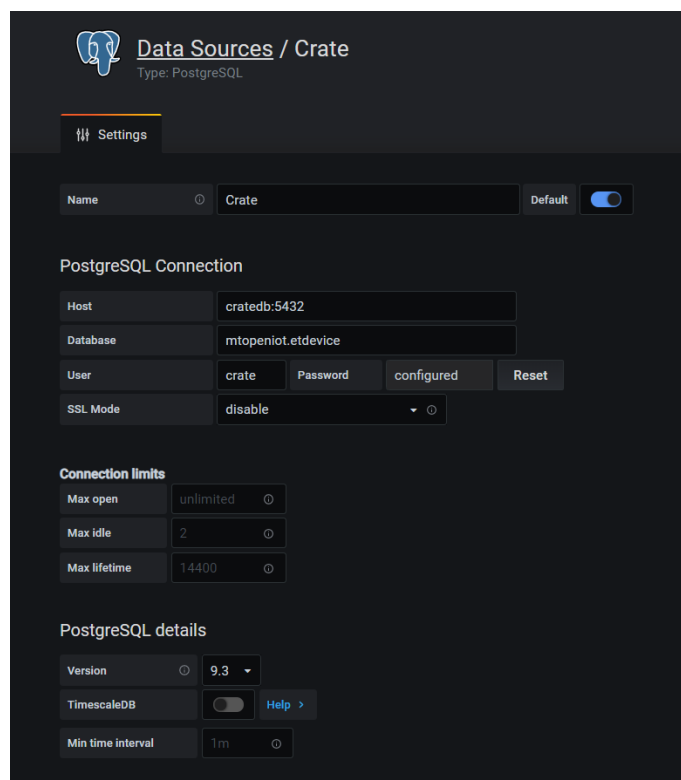 Data Sources / Crate
Type: PostgreSQL
Settings
Name Crate Default
PostgreSQL Connection
Host cratedb:5432
Database mtopeniot.etdevice
User crate Password configured Reset
SSL Mode disable
Connection limits
Max open unlimited
Max idle 2
Max lifetime 14400
PostgreSQL details
Version 9.3
TimescaleDB Help >
Min time interval 1m